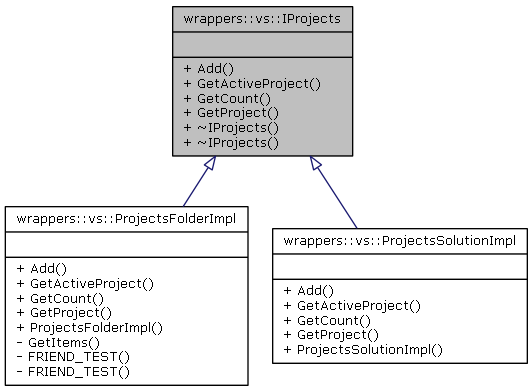 wrappers::vs::IProjects
+ Add()
+ GetActiveProject()
+ GetCount()
+ GetProject()
+ ~IProjects()
+ ~IProjects()
wrappers::vs::ProjectsFolderImpl
+ Add()
+ GetActiveProject()
+ GetCount()
+ GetProject()
+ ProjectsFolderImpl()
- GetItems()
- FRIEND_TEST()
- FRIEND_TEST()
wrappers::vs::ProjectsSolutionImpl
+ Add()
+ GetActiveProject()
+ GetCount()
+ GetProject()
+ ProjectsSolutionImpl()